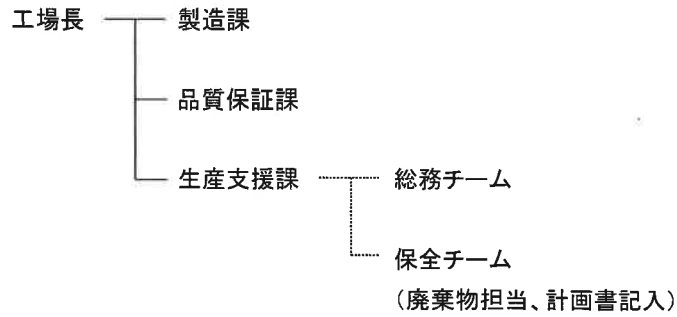 工場長 製造課
品質保証課
生産支援課 総務チーム
保全チーム
(廃棄物担当、計画書記入)